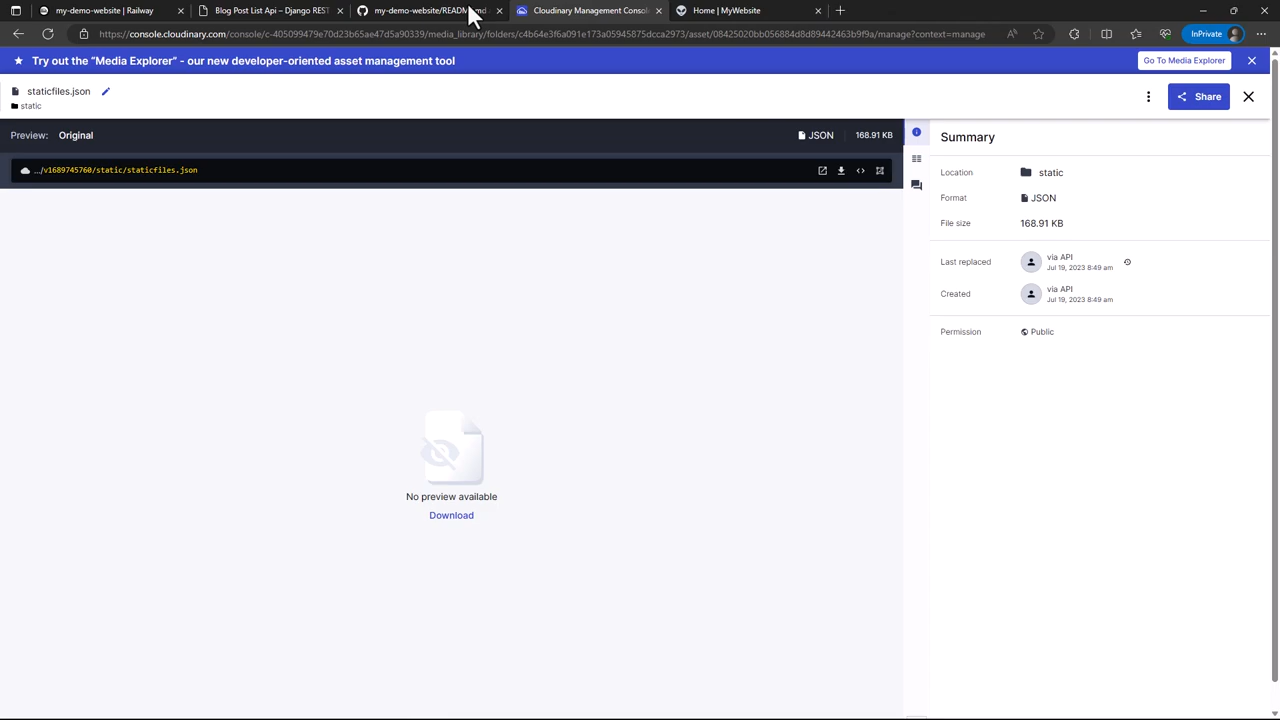 my-demo-website | Railway
Blog Post List Api – Django REST
my-demo-website/README.md
Cloudinary Management Consol
Home | MyWebsite
https://console.cloudinary.com/c-405099479e70d23b65ae47d5a90339/media_library/folders/c4b64e3f6a091e173a05945875dcca2973/asset/08425020bb056884d8d89442463b9f9a/manage?context=manage
InPrivate
Try out the “Media Explorer” - our new developer-oriented asset management tool
Go To Media Explorer
staticfiles.json
static
Share
Preview: Original
JSON
168.91 KB
.../v1689745760/static/staticfiles.json
No preview available
Download
Summary
Location static
Format JSON
File size 168.91 KB
Last replaced via API
Jul 19, 2023 8:49 am
Created via API
Jul 19, 2023 8:49 am
Permission Public